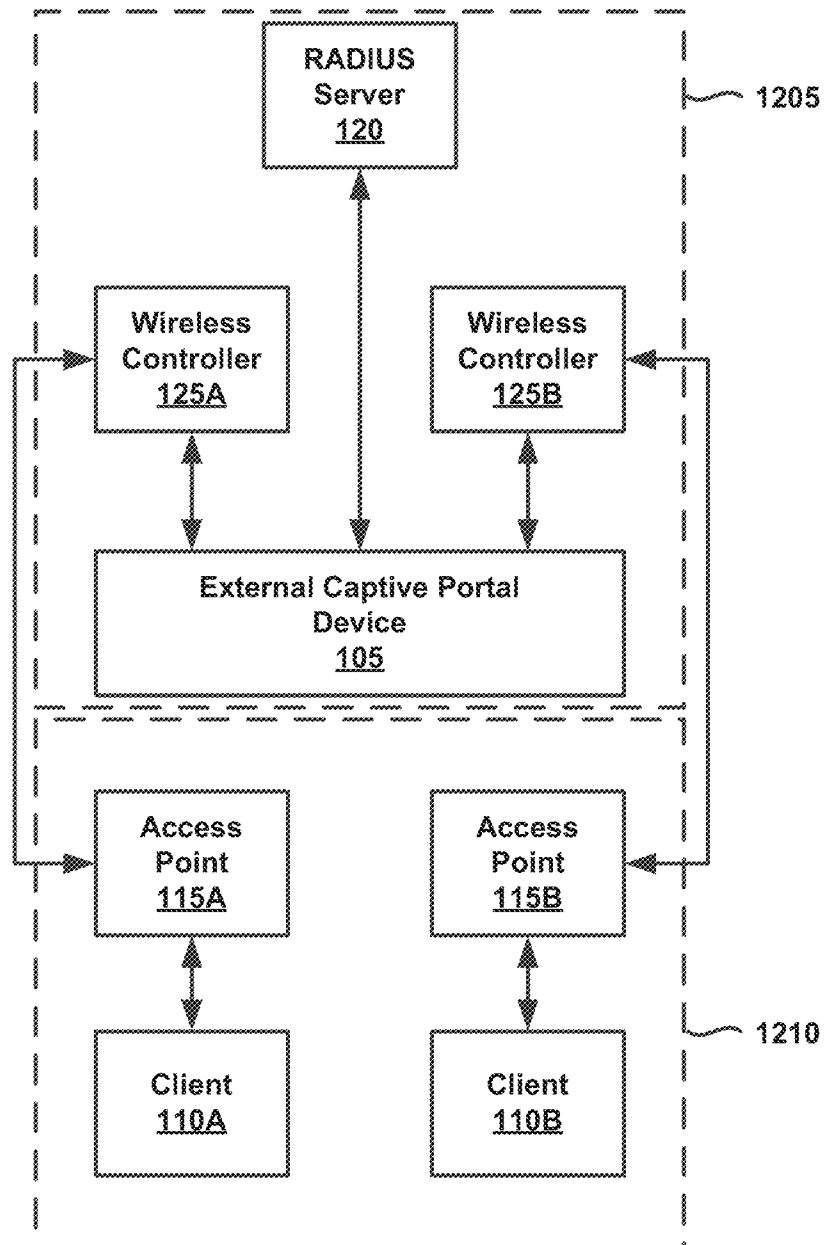 RADIUS
Server
120
1205
Wireless
Controller
125A
Wireless
Controller
125B
External Captive Portal
Device
105
Access
Point
115A
Access
Point
115B
1210
Client
110A
Client
110B